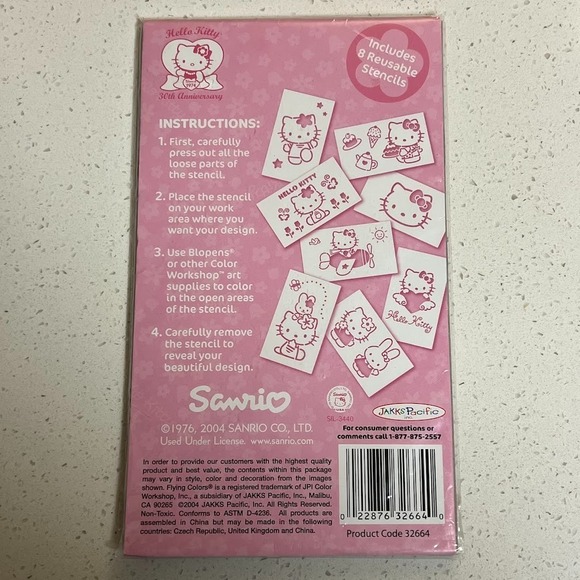 Hello Kitty®
1974
30th Anniversary
Includes
8 Reusable
Stencils
INSTRUCTIONS:
1. First, carefully
press out all the
loose parts of
the stencil.
2. Place the stencil
on your work
area where you
want your design.
3. Use Blopens®
or other Color
Workshop™ art
supplies to color
in the open areas
of the stencil.
4. Carefully remove
the stencil to
reveal your
beautiful design.
HELLO KITTY
Hello Kitty
Sanrio
©1976, 2004 SANRIO CO., LTD.
Used Under License. www.sanrio.com
SIL-3440
JAKKS Pacific
For consumer questions or
comments call 1-877-875-2557
In order to provide our customers with the highest quality
product and best value, the contents within this package
may vary in style, color and decoration from the images
shown. Flying Colors® is a registered trademark of JPI Color
Workshop, Inc., a subsidiary of JAKKS Pacific, Inc., Malibu,
CA 90265 ©2004 JAKKS Pacific, Inc. All Rights Reserved.
Non-Toxic. Conforms to ASTM D-4236. All products are
assembled in China but may be made in the following
countries: Czech Republic, United Kingdom and China.
0 22876 32664 0
Product Code 32664